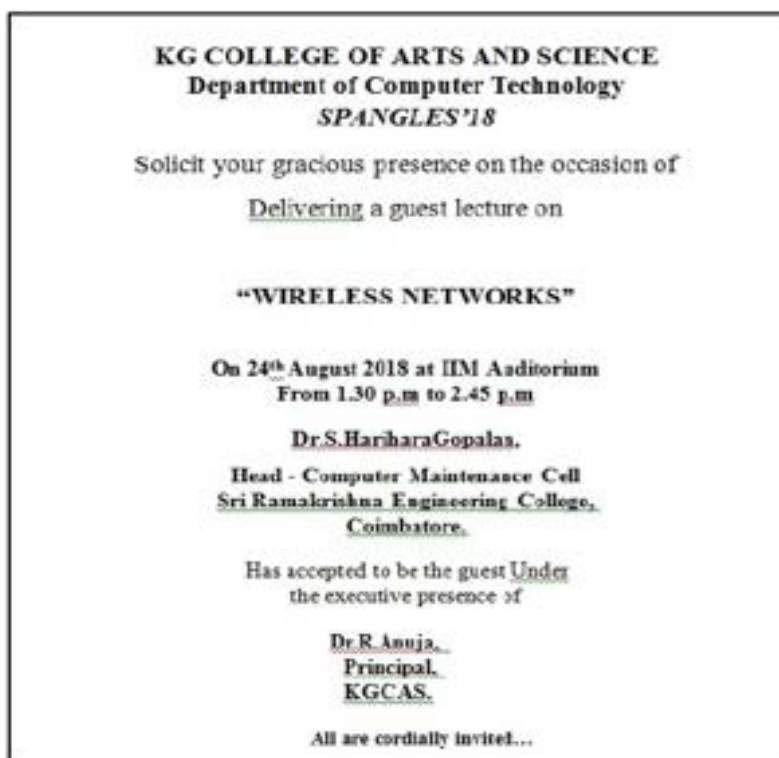 KG COLLEGE OF ARTS AND SCIENCE
Department of Computer Technology
SPANGLES'18
Solicit your gracious presence on the occasion of
Delivering a guest lecture on
“WIRELESS NETWORKS”
On 24th August 2018 at IIM Auditorium
From 1.30 p.m to 2.45 p.m
Dr.S.HariharaGopalan,
Head - Computer Maintenance Cell
Sri Ramakrishna Engineering College,
Coimbatore.
Has accepted to be the guest Under
the executive presence of
Dr.R.Anuja,
Principal,
KGCAS.
All are cordially invited...